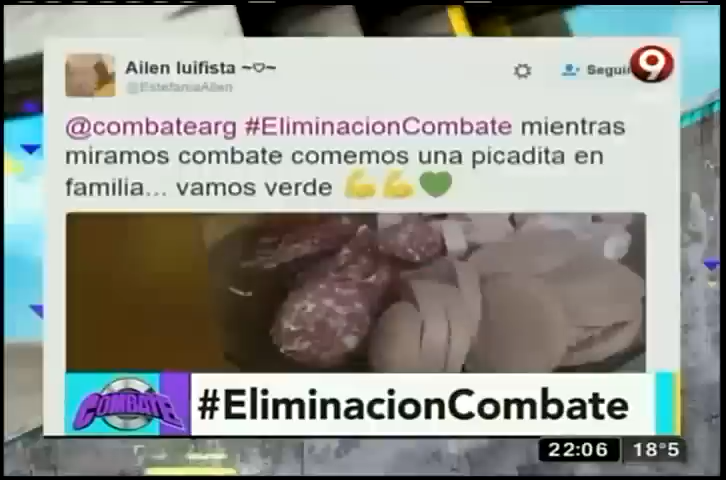 Ailen luifista ~♡~
@EstefaniaAilen
Seguir
9
@combatearg #EliminacionCombate mientras
miramos combate comemos una picadita en
familia... vamos verde 💪💪💚
COMBATE
#EliminacionCombate
22:06 18°5